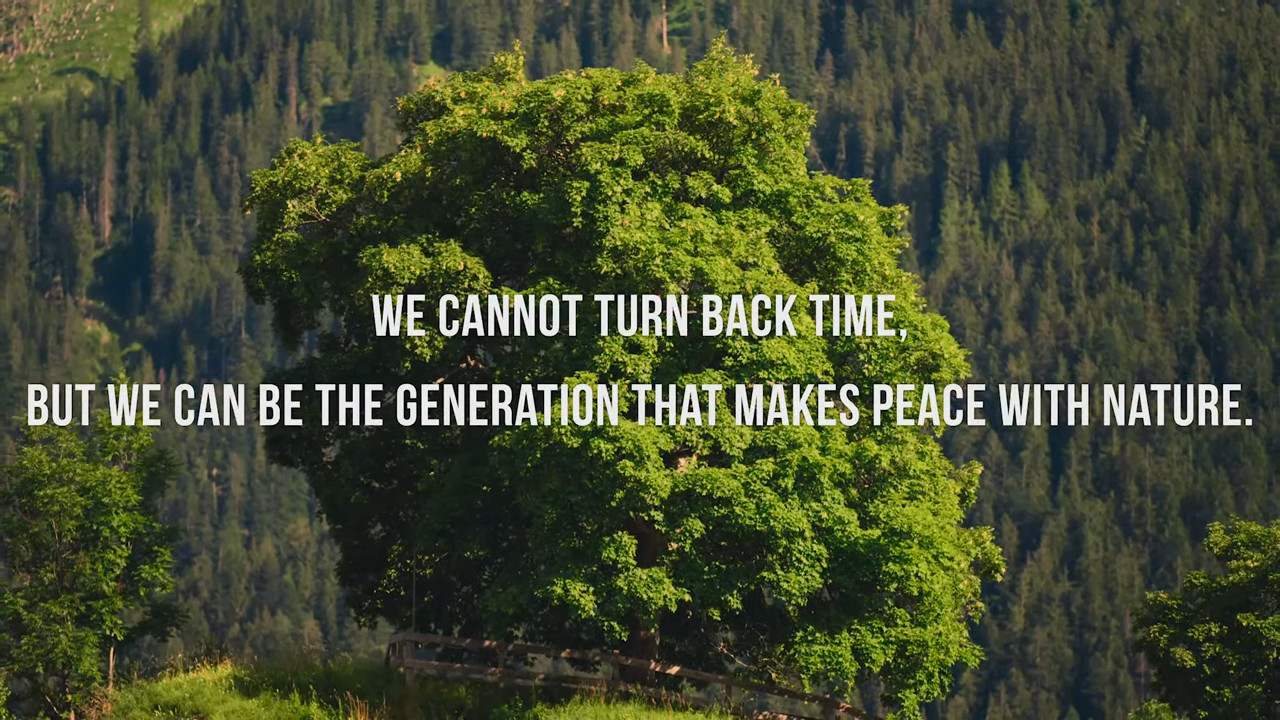 WE CANNOT TURN BACK TIME,
BUT WE CAN BE THE GENERATION THAT MAKES PEACE WITH NATURE.